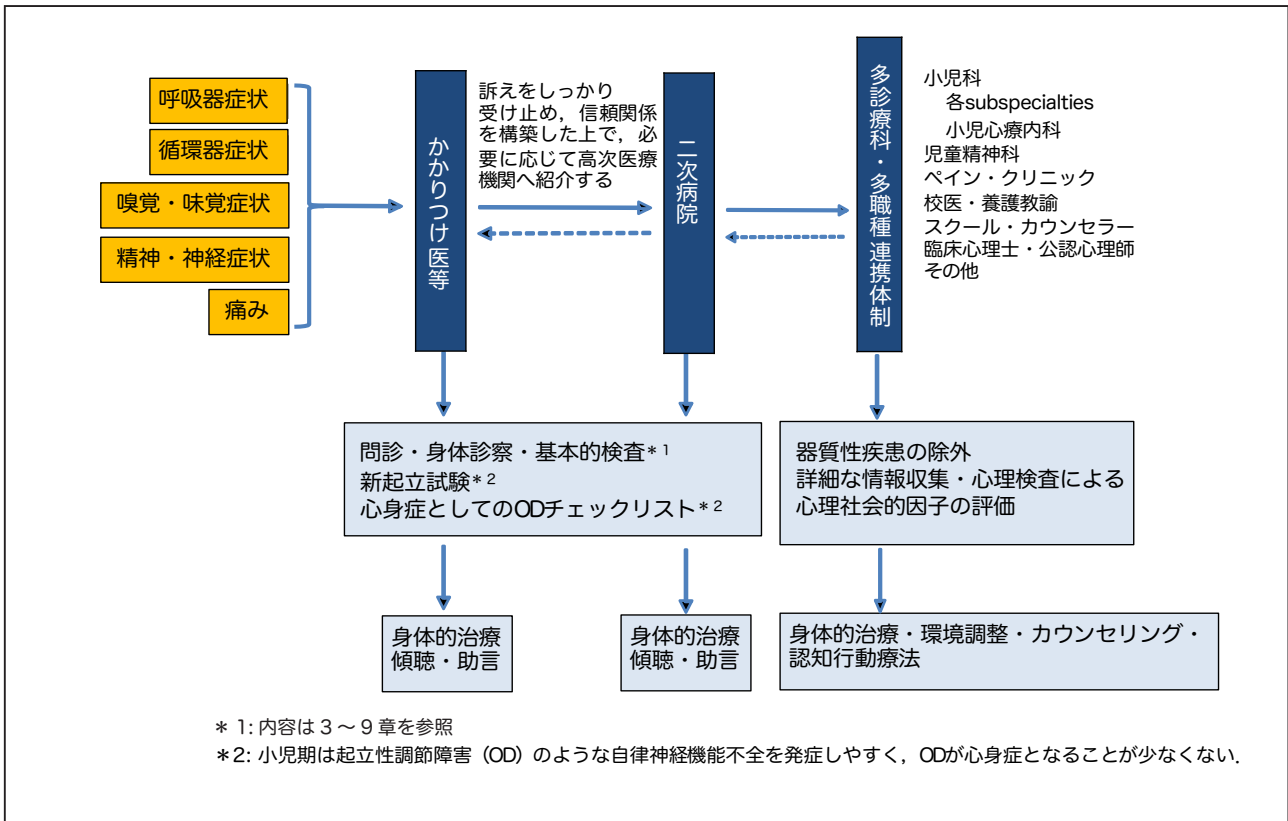 呼吸器症状
循環器症状
嗅覚・味覚症状
精神・神経症状
痛み
かかりつけ医等
訴えをしっかり
受け止め，信頼関係
を構築した上で，必
要に応じて高次医療
機関へ紹介する
二次病院
多診療科・多職種連携体制
小児科
各subspecialties
小児心療内科
児童精神科
ペイン・クリニック
校医・養護教諭
スクール・カウンセラー
臨床心理士・公認心理師
その他
問診・身体診察・基本的検査＊1
新起立試験＊2
心身症としてのODチェックリスト＊2
器質性疾患の除外
詳細な情報収集・心理検査による
心理社会的因子の評価
身体的治療
傾聴・助言
身体的治療
傾聴・助言
身体的治療・環境調整・カウンセリング・
認知行動療法
＊1: 内容は 3 ～ 9 章を参照
＊2: 小児期は起立性調節障害（OD）のような自律神経機能不全を発症しやすく，ODが心身症となることが少なくない．